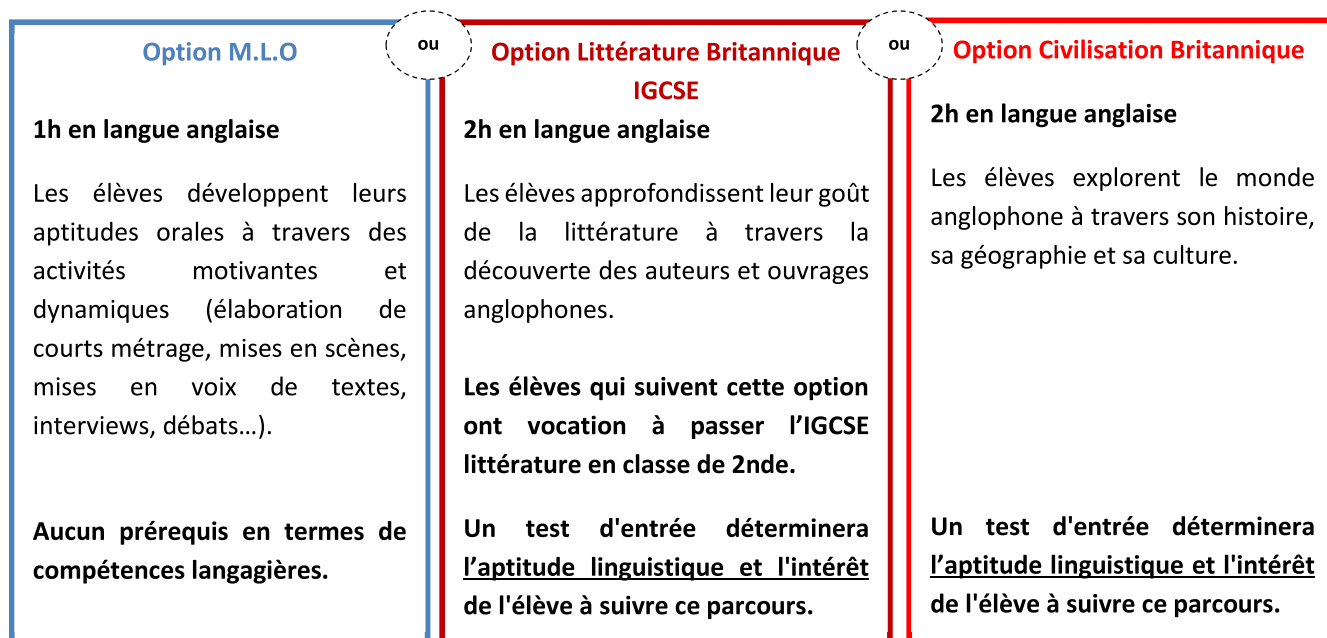 Option M.L.O
1h en langue anglaise
Les élèves développent leurs
aptitudes orales à travers des
activités motivantes et
dynamiques (élaboration de
courts métrage, mises en scènes,
mises en voix de textes,
interviews, débats…).
Aucun prérequis en termes de
compétences langagières.
ou
Option Littérature Britannique
IGCSE
2h en langue anglaise
Les élèves approfondissent leur goût
de la littérature à travers la
découverte des auteurs et ouvrages
anglophones.
Les élèves qui suivent cette option
ont vocation à passer l’IGCSE
littérature en classe de 2nde.
Un test d'entrée déterminera
l’aptitude linguistique et l'intérêt
de l'élève à suivre ce parcours.
ou
Option Civilisation Britannique
2h en langue anglaise
Les élèves explorent le monde
anglophone à travers son histoire,
sa géographie et sa culture.
Un test d'entrée déterminera
l’aptitude linguistique et l'intérêt
de l'élève à suivre ce parcours.